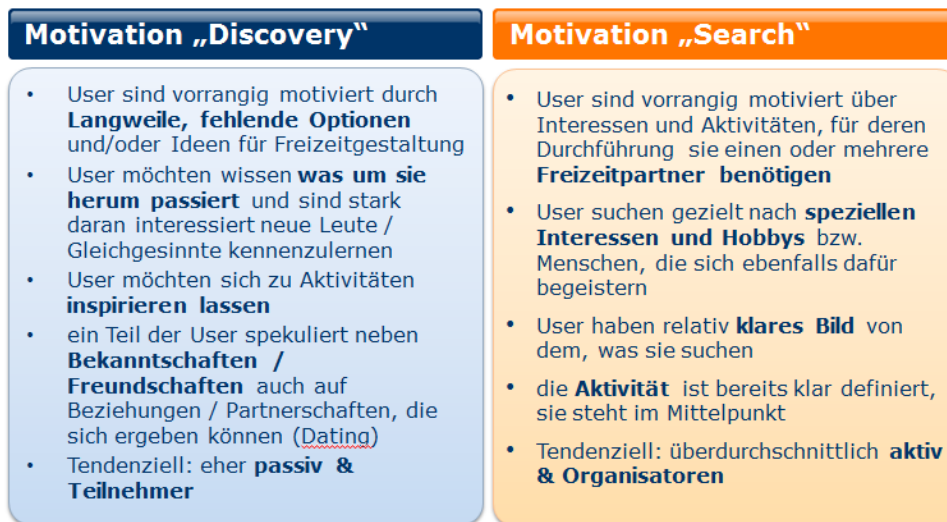 Motivation „Discovery“
• User sind vorrangig motiviert durch
Langweile, fehlende Optionen
und/oder Ideen für Freizeitgestaltung
• User möchten wissen was um sie
herum passiert und sind stark
daran interessiert neue Leute /
Gleichgesinnte kennenzulernen
• User möchten sich zu Aktivitäten
inspirieren lassen
• ein Teil der User spekuliert neben
Bekanntschaften /
Freundschaften auch auf
Beziehungen / Partnerschaften, die
sich ergeben können (Dating)
• Tendenziell: eher passiv &
Teilnehmer
Motivation „Search“
• User sind vorrangig motiviert über
Interessen und Aktivitäten, für deren
Durchführung sie einen oder mehrere
Freizeitpartner benötigen
• User suchen gezielt nach speziellen
Interessen und Hobbys bzw.
Menschen, die sich ebenfalls dafür
begeistern
• User haben relativ klares Bild von
dem, was sie suchen
• die Aktivität ist bereits klar definiert,
sie steht im Mittelpunkt
• Tendenziell: überdurchschnittlich aktiv
& Organisatoren